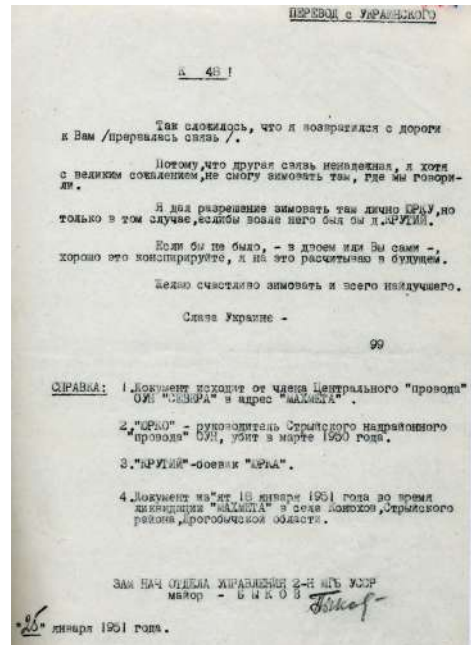 ПЕРЕВОД с УКРАИНСКОГО
К 48 !
Так сложилось, что я возвратился с дороги
к Вам /прервалась связь /.
Потому,что другая связь ненадежная, я хотя
с великим сожалением,не смогу зимовать там, где мы говори-
ли.
Я дал разрешение зимовать там лично ЮРКУ,но
только в том случае,еслибы возле него был бы д.КРУТИЙ.
Если бы не было, - в двоем или Вы сами -,
хорошо это конспирируйте, я на это расчитываю в будущем.
Желаю счастливо зимовать и всего найлучшего.
Слава Украине -
99
СПРАВКА: 1.Документ исходит от члена Центрального "провода"
ОУН "СЕВЕРА" в адрес "МАХМЕТА" .
2."ЮРКО" - руководитель Стрыйского надрайонного
"провода" ОУН, убит в марте 1950 года.
3."КРУТИЙ"-боевик "ЮРКА".
4.Документ из"ят 18 января 1951 года во время
ликвидации "МАХМЕТА" в селе Конюхов,Стрыйского
района,Дрогобычской области.
ЗАМ НАЧ ОТДЕЛА УПРАВЛЕНИЯ 2-Н МГБ УССР
майор - Б Ы К О В
Быков
"25" января 1951 года.